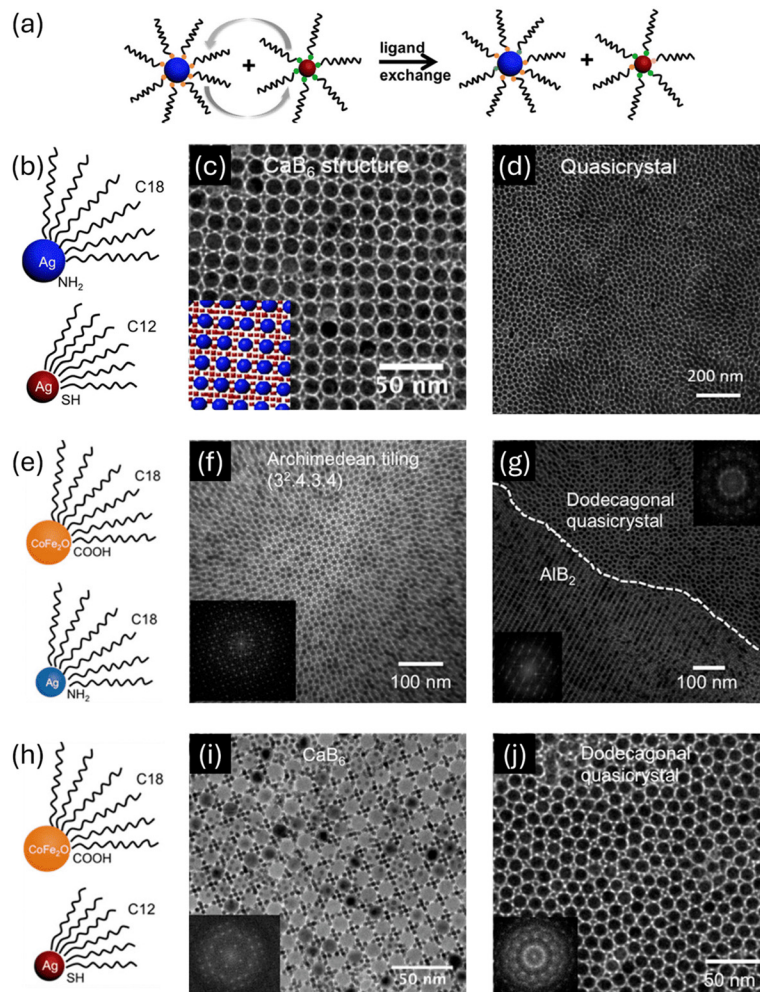 (a)
+
ligand
exchange
+
(b)
C18
Ag
NH₂
C12
Ag
SH
(c)
CaB₆ structure
50 nm
(d)
Quasicrystal
200 nm
(e)
C18
CoFe₂O
COOH
C18
Ag
NH₂
(f)
Archimedean tiling
(3².4.3.4)
100 nm
(g)
Dodecagonal
quasicrystal
AlB₂
100 nm
(h)
C18
CoFe₂O
COOH
C12
Ag
SH
(i)
CaB₆
50 nm
(j)
Dodecagonal
quasicrystal
50 nm